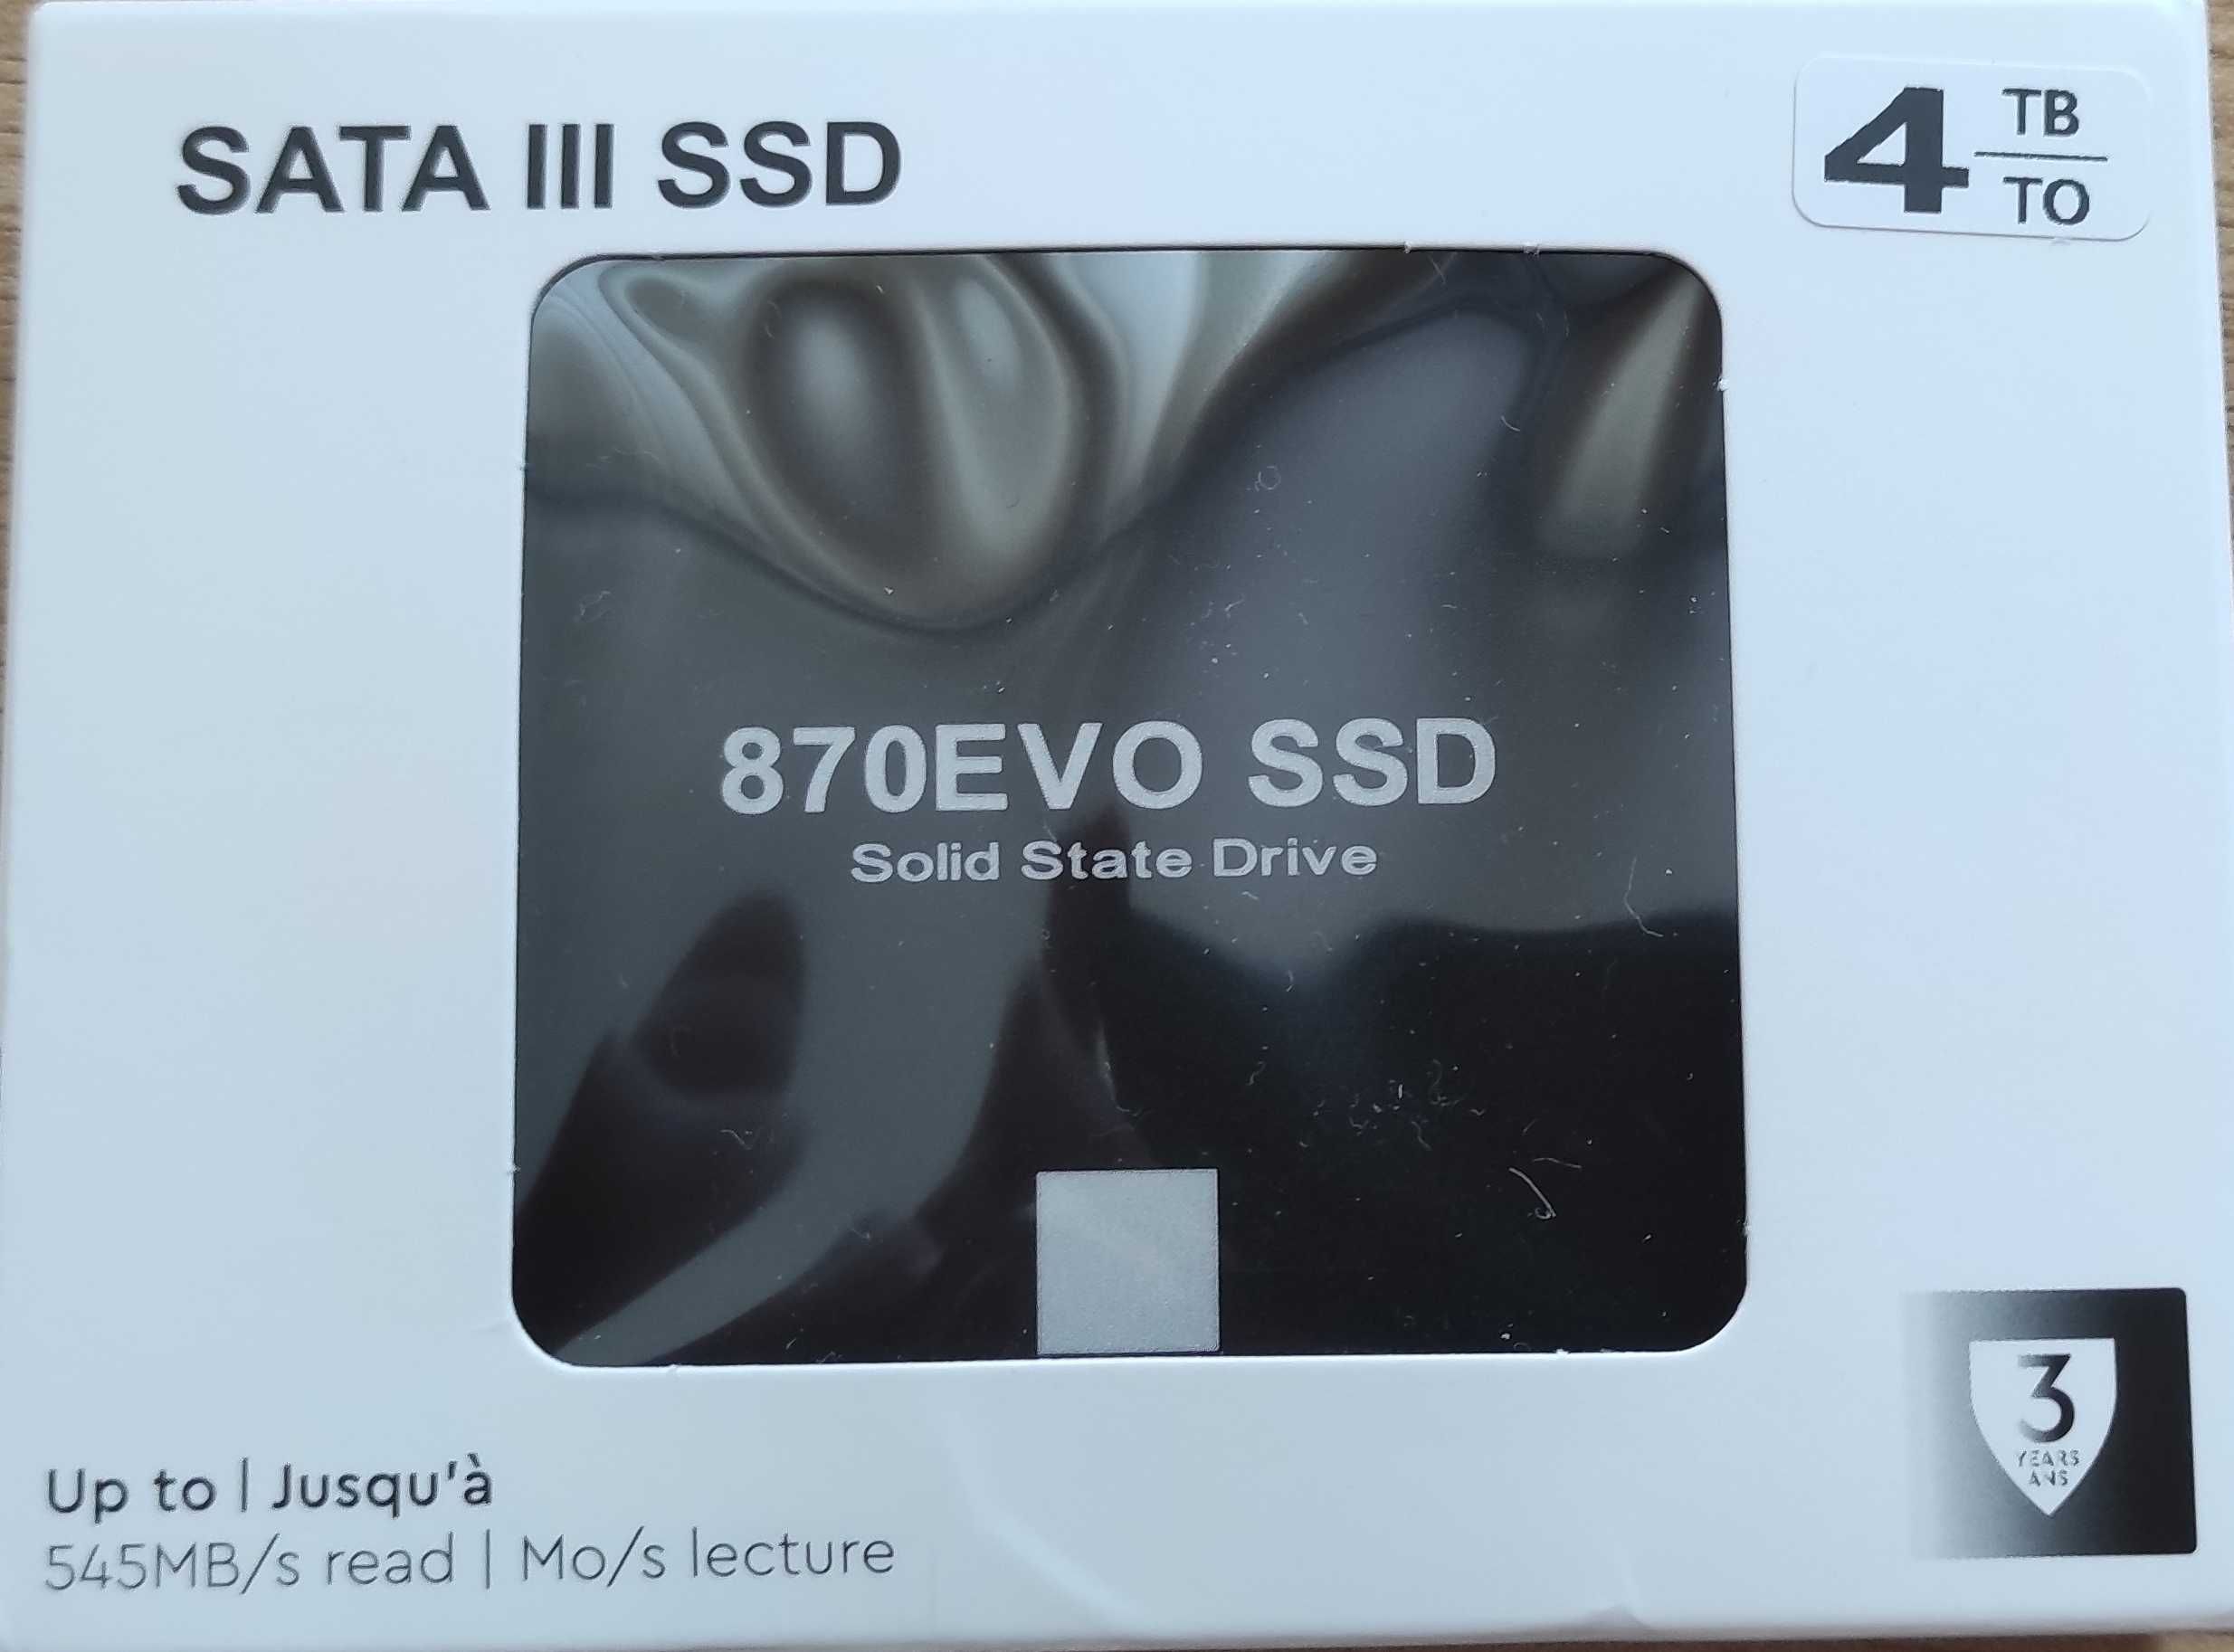 SATA III SSD
4 TB
TO
870EVO SSD
Solid State Drive
Up to | Jusqu'à
545MB/s read | Mo/s lecture
3
YEARS
ANS